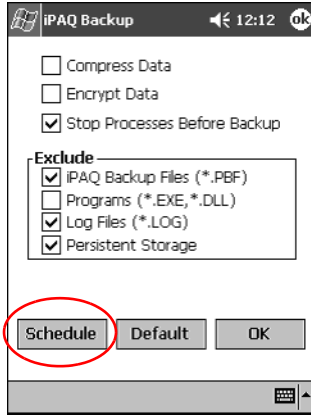 iPAQ Backup 12:12 ok
Compress Data
Encrypt Data
Stop Processes Before Backup
Exclude
iPAQ Backup Files (*.PBF)
Programs (*.EXE,*.DLL)
Log Files (*.LOG)
Persistent Storage
Schedule Default OK